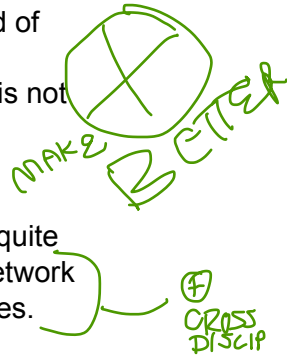 d of
is not
MAKE
BETTER
quite
etwork
es.
F
CROSS
DISCIP